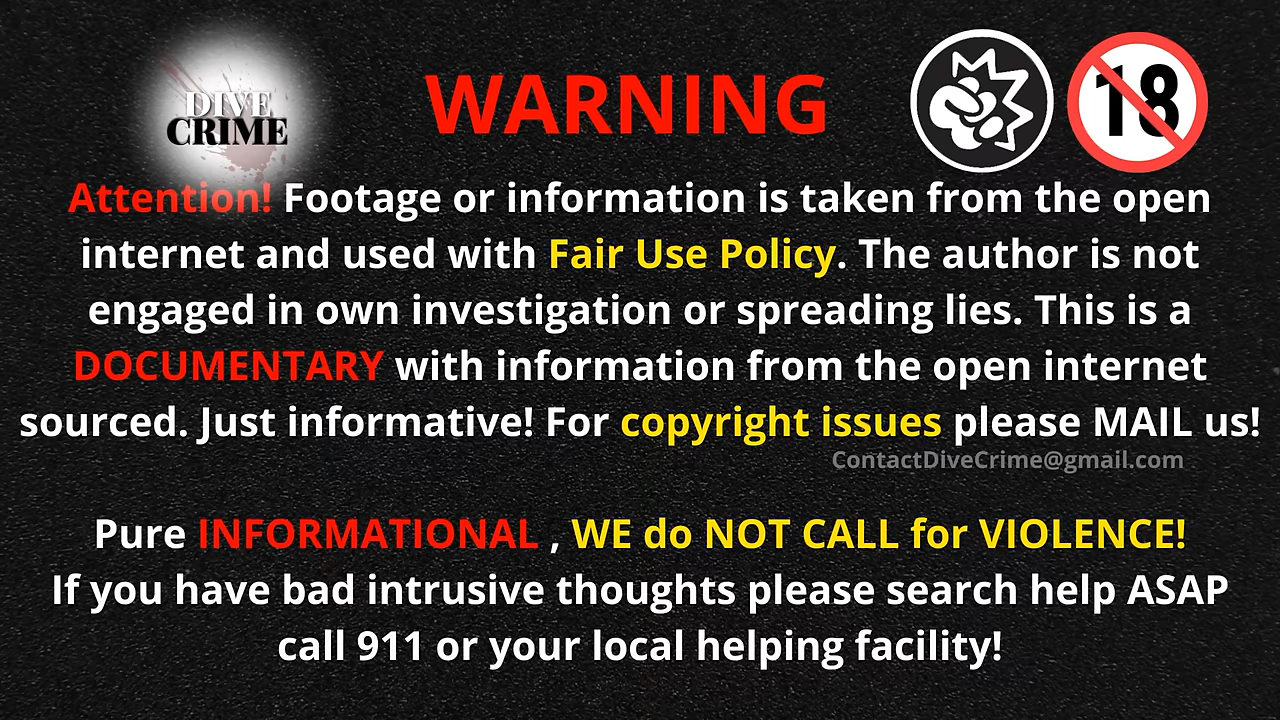 DIVE
CRIME
WARNING
18
Attention! Footage or information is taken from the open
internet and used with Fair Use Policy. The author is not
engaged in own investigation or spreading lies. This is a
DOCUMENTARY with information from the open internet
sourced. Just informative! For copyright issues please MAIL us!
ContactDiveCrime@gmail.com
Pure INFORMATIONAL , WE do NOT CALL for VIOLENCE!
If you have bad intrusive thoughts please search help ASAP
call 911 or your local helping facility!